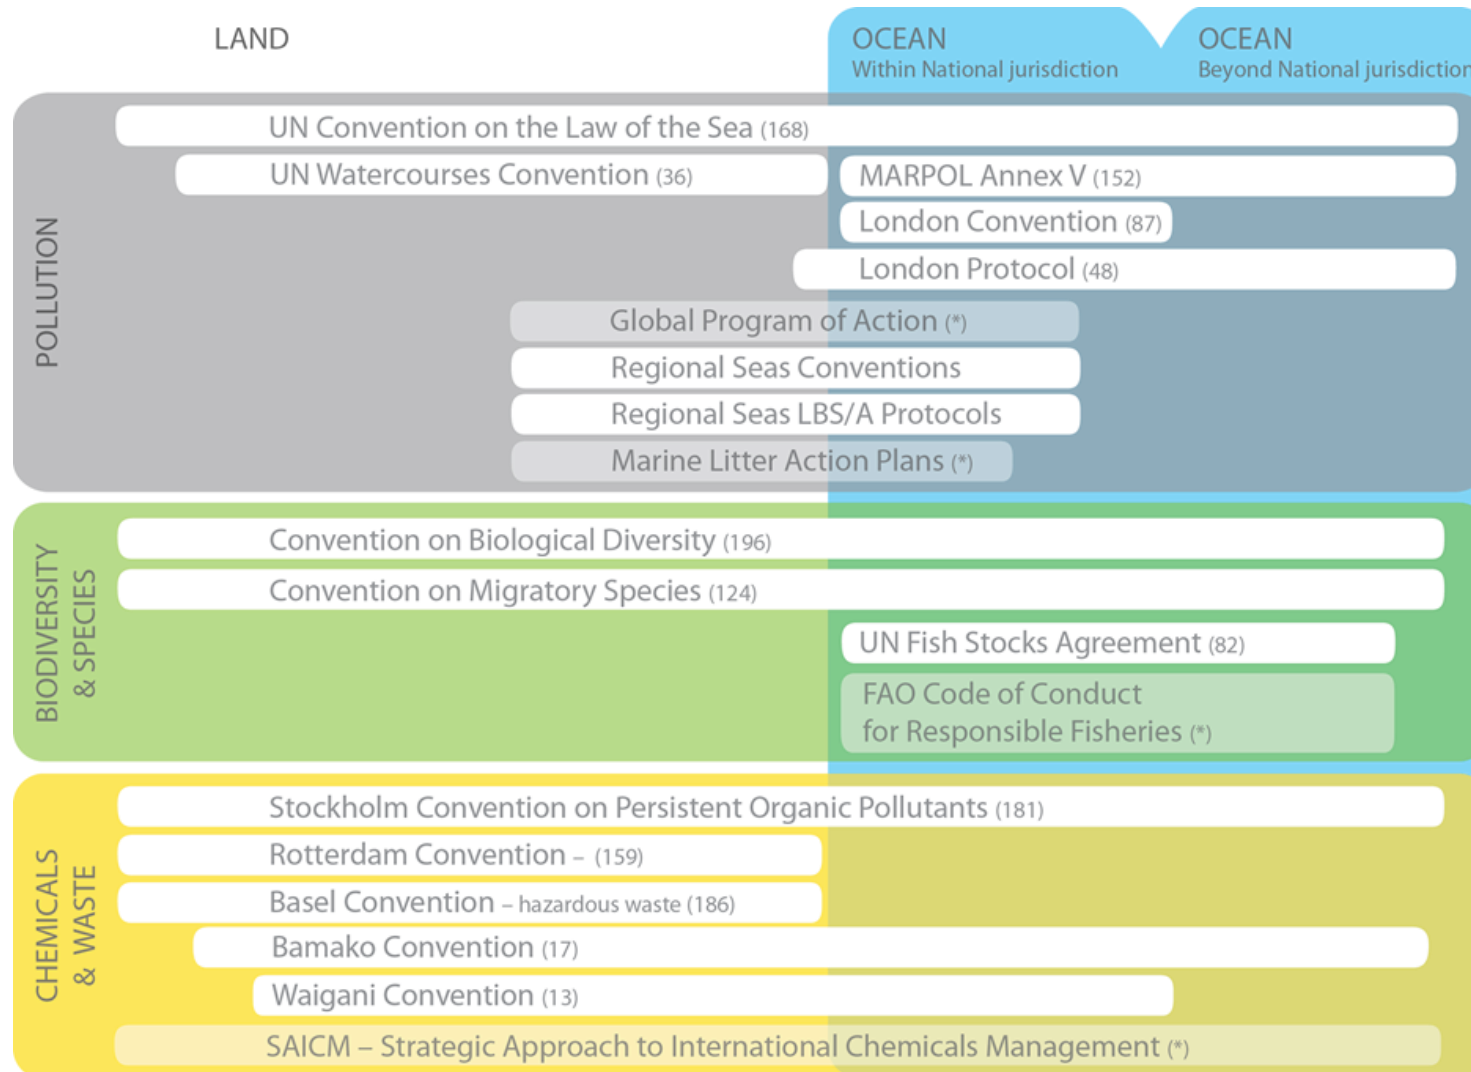 LAND
OCEAN
Within National jurisdiction
OCEAN
Beyond National jurisdiction
POLLUTION
UN Convention on the Law of the Sea (168)
UN Watercourses Convention (36)
MARPOL Annex V (152)
London Convention (87)
London Protocol (48)
Global Program of Action (*)
Regional Seas Conventions
Regional Seas LBS/A Protocols
Marine Litter Action Plans (*)
BIODIVERSITY
& SPECIES
Convention on Biological Diversity (196)
Convention on Migratory Species (124)
UN Fish Stocks Agreement (82)
FAO Code of Conduct
for Responsible Fisheries (*)
CHEMICALS
& WASTE
Stockholm Convention on Persistent Organic Pollutants (181)
Rotterdam Convention – (159)
Basel Convention – hazardous waste (186)
Bamako Convention (17)
Waigani Convention (13)
SAICM – Strategic Approach to International Chemicals Management (*)